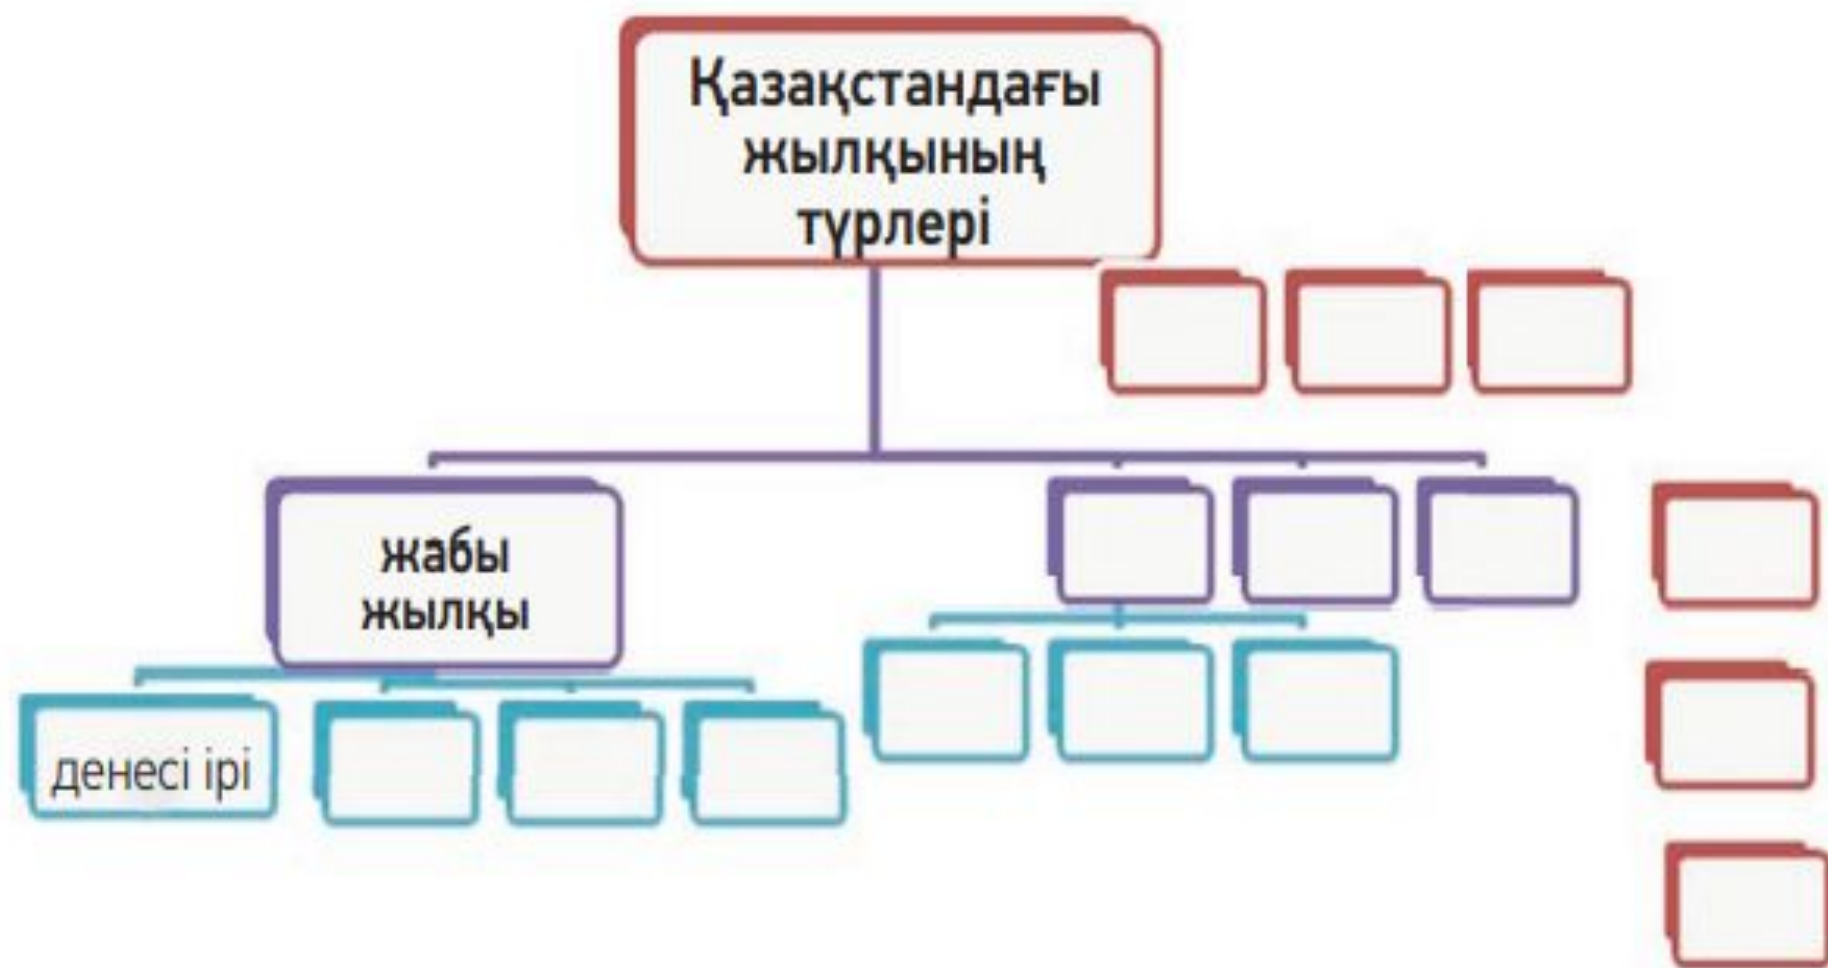 Қазақстандағы
жылқының
түрлері
жабы
жылқы
денесі ірі